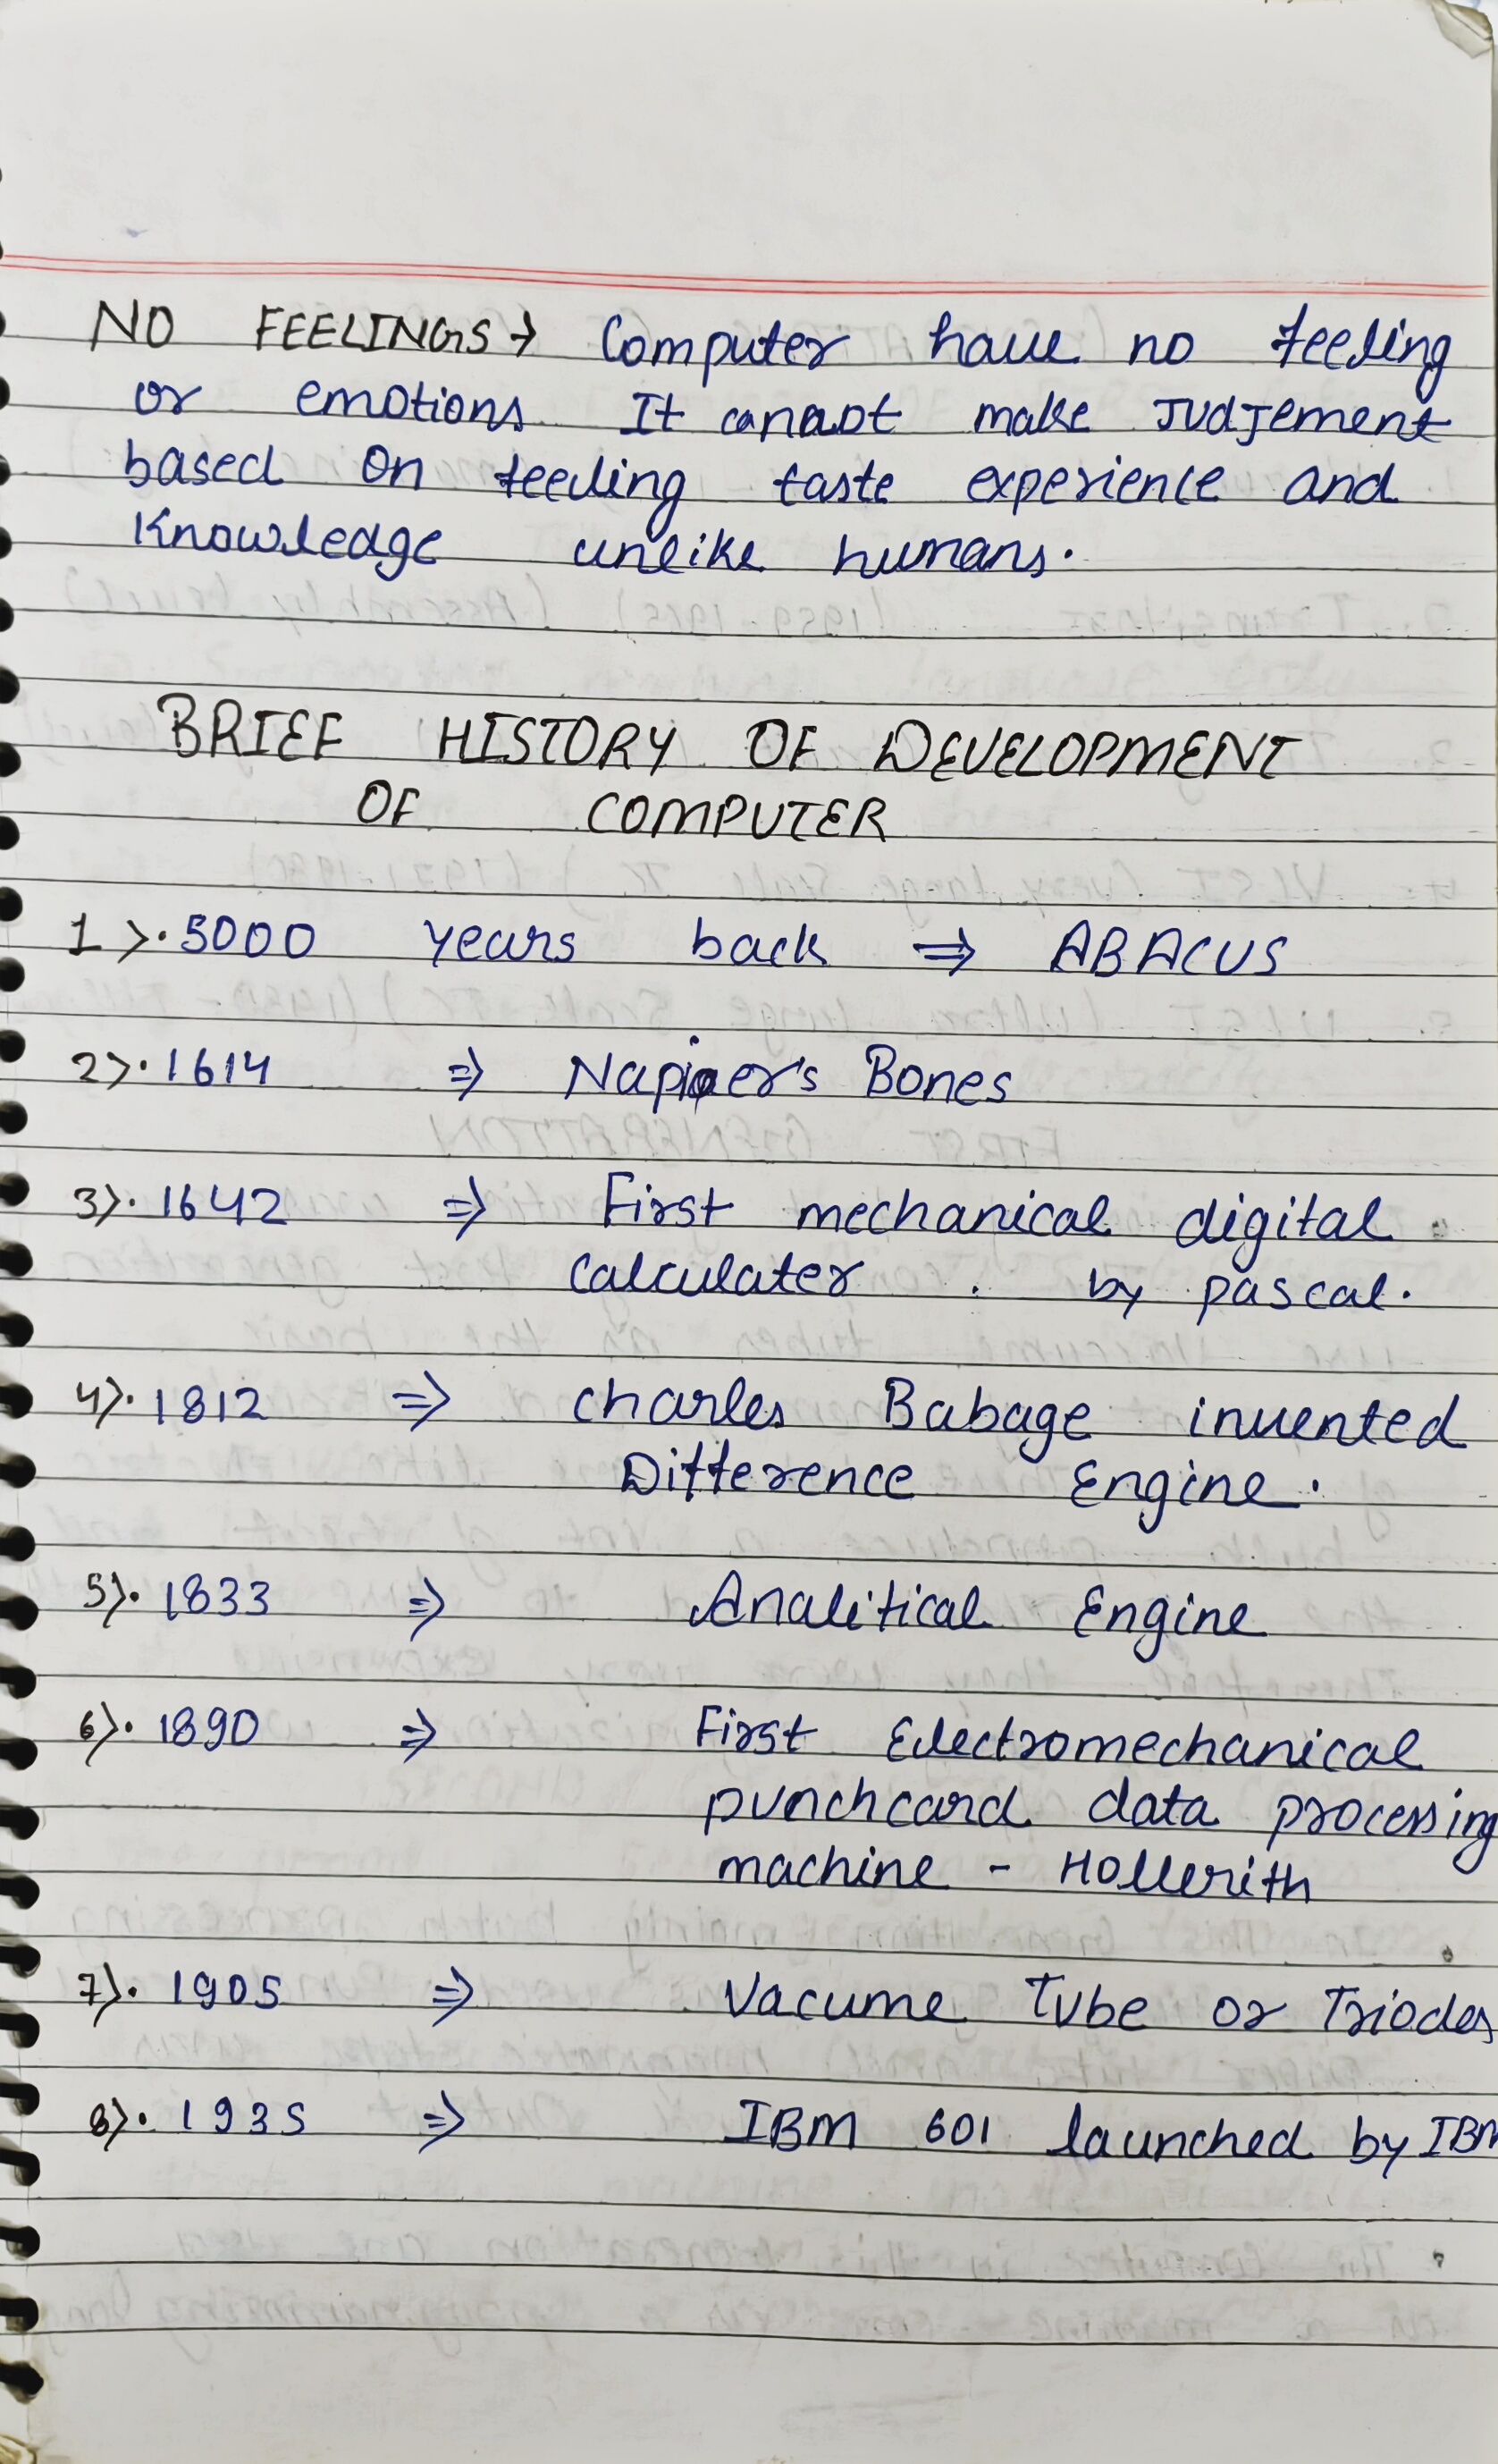 NO FEELINGS → Computer have no feeling
or emotions It cannot make Judjement
based on feeling taste experience and
Knowledge unlike humans.
BRIEF HISTORY OF DEVELOPMENT
OF COMPUTER
1>. 5000 years back ⇒ ABACUS
2>. 1614 ⇒ Napier's Bones
3>. 1642 ⇒ First mechanical digital
calculater . by pascal.
4>. 1812 ⇒ charles Babage invented
Difference Engine.
5>. 1833 ⇒ Analitical Engine
6>. 1890 ⇒ First Electromechanical
punchcard data processing
machine - Hollerith
7>. 1905 ⇒ Vacume Tube or Triodes
8>. 1935 ⇒ IBM 601 launched by IBM